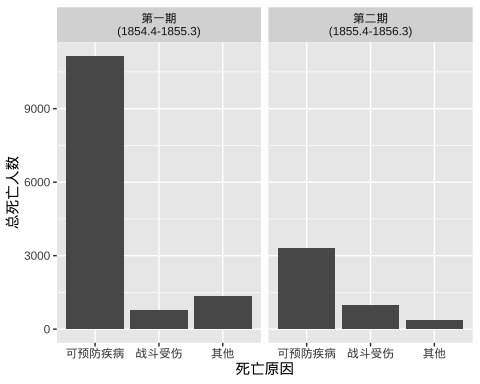 第一期
(1854.4-1855.3)
第二期
(1855.4-1856.3)
总死亡人数
9000
6000
3000
0
可预防疾病
战斗受伤
其他
可预防疾病
战斗受伤
其他
死亡原因